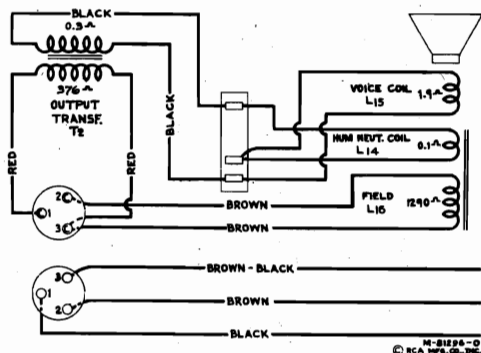 BLACK
0.3Ω
376Ω
OUTPUT
TRANSF.
T2
RED
RED
BLACK
VOICE COIL
L15
7.9Ω
HUM NEUT. COIL
L14
0.1Ω
FIELD
L16
1290Ω
2
1
3
BROWN
BROWN
3
1
2
BROWN-BLACK
BROWN
BLACK
M-81296-0
© RCA MFG. CO., INC.